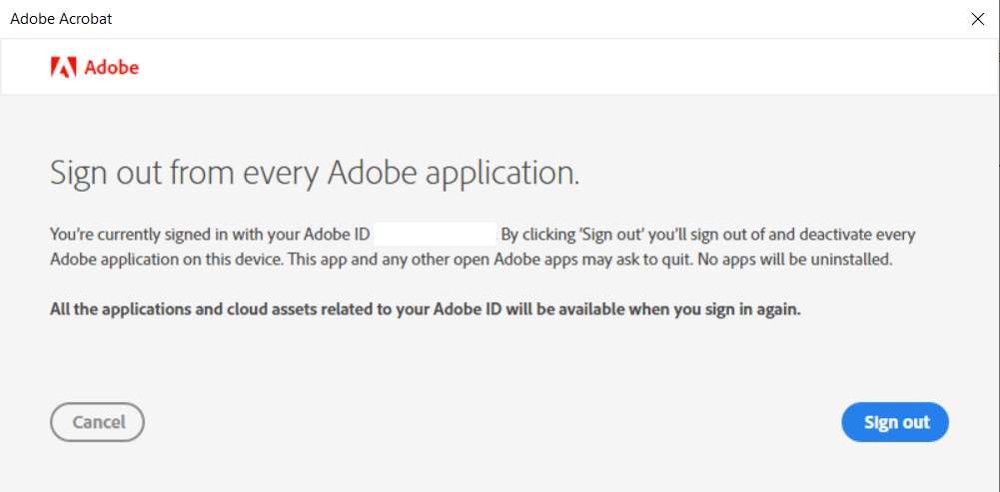 Adobe Acrobat
Adobe
Sign out from every Adobe application.
You're currently signed in with your Adobe ID By clicking 'Sign out' you'll sign out of and deactivate every
Adobe application on this device. This app and any other open Adobe apps may ask to quit. No apps will be uninstalled.
All the applications and cloud assets related to your Adobe ID will be available when you sign in again.
Cancel
Sign out